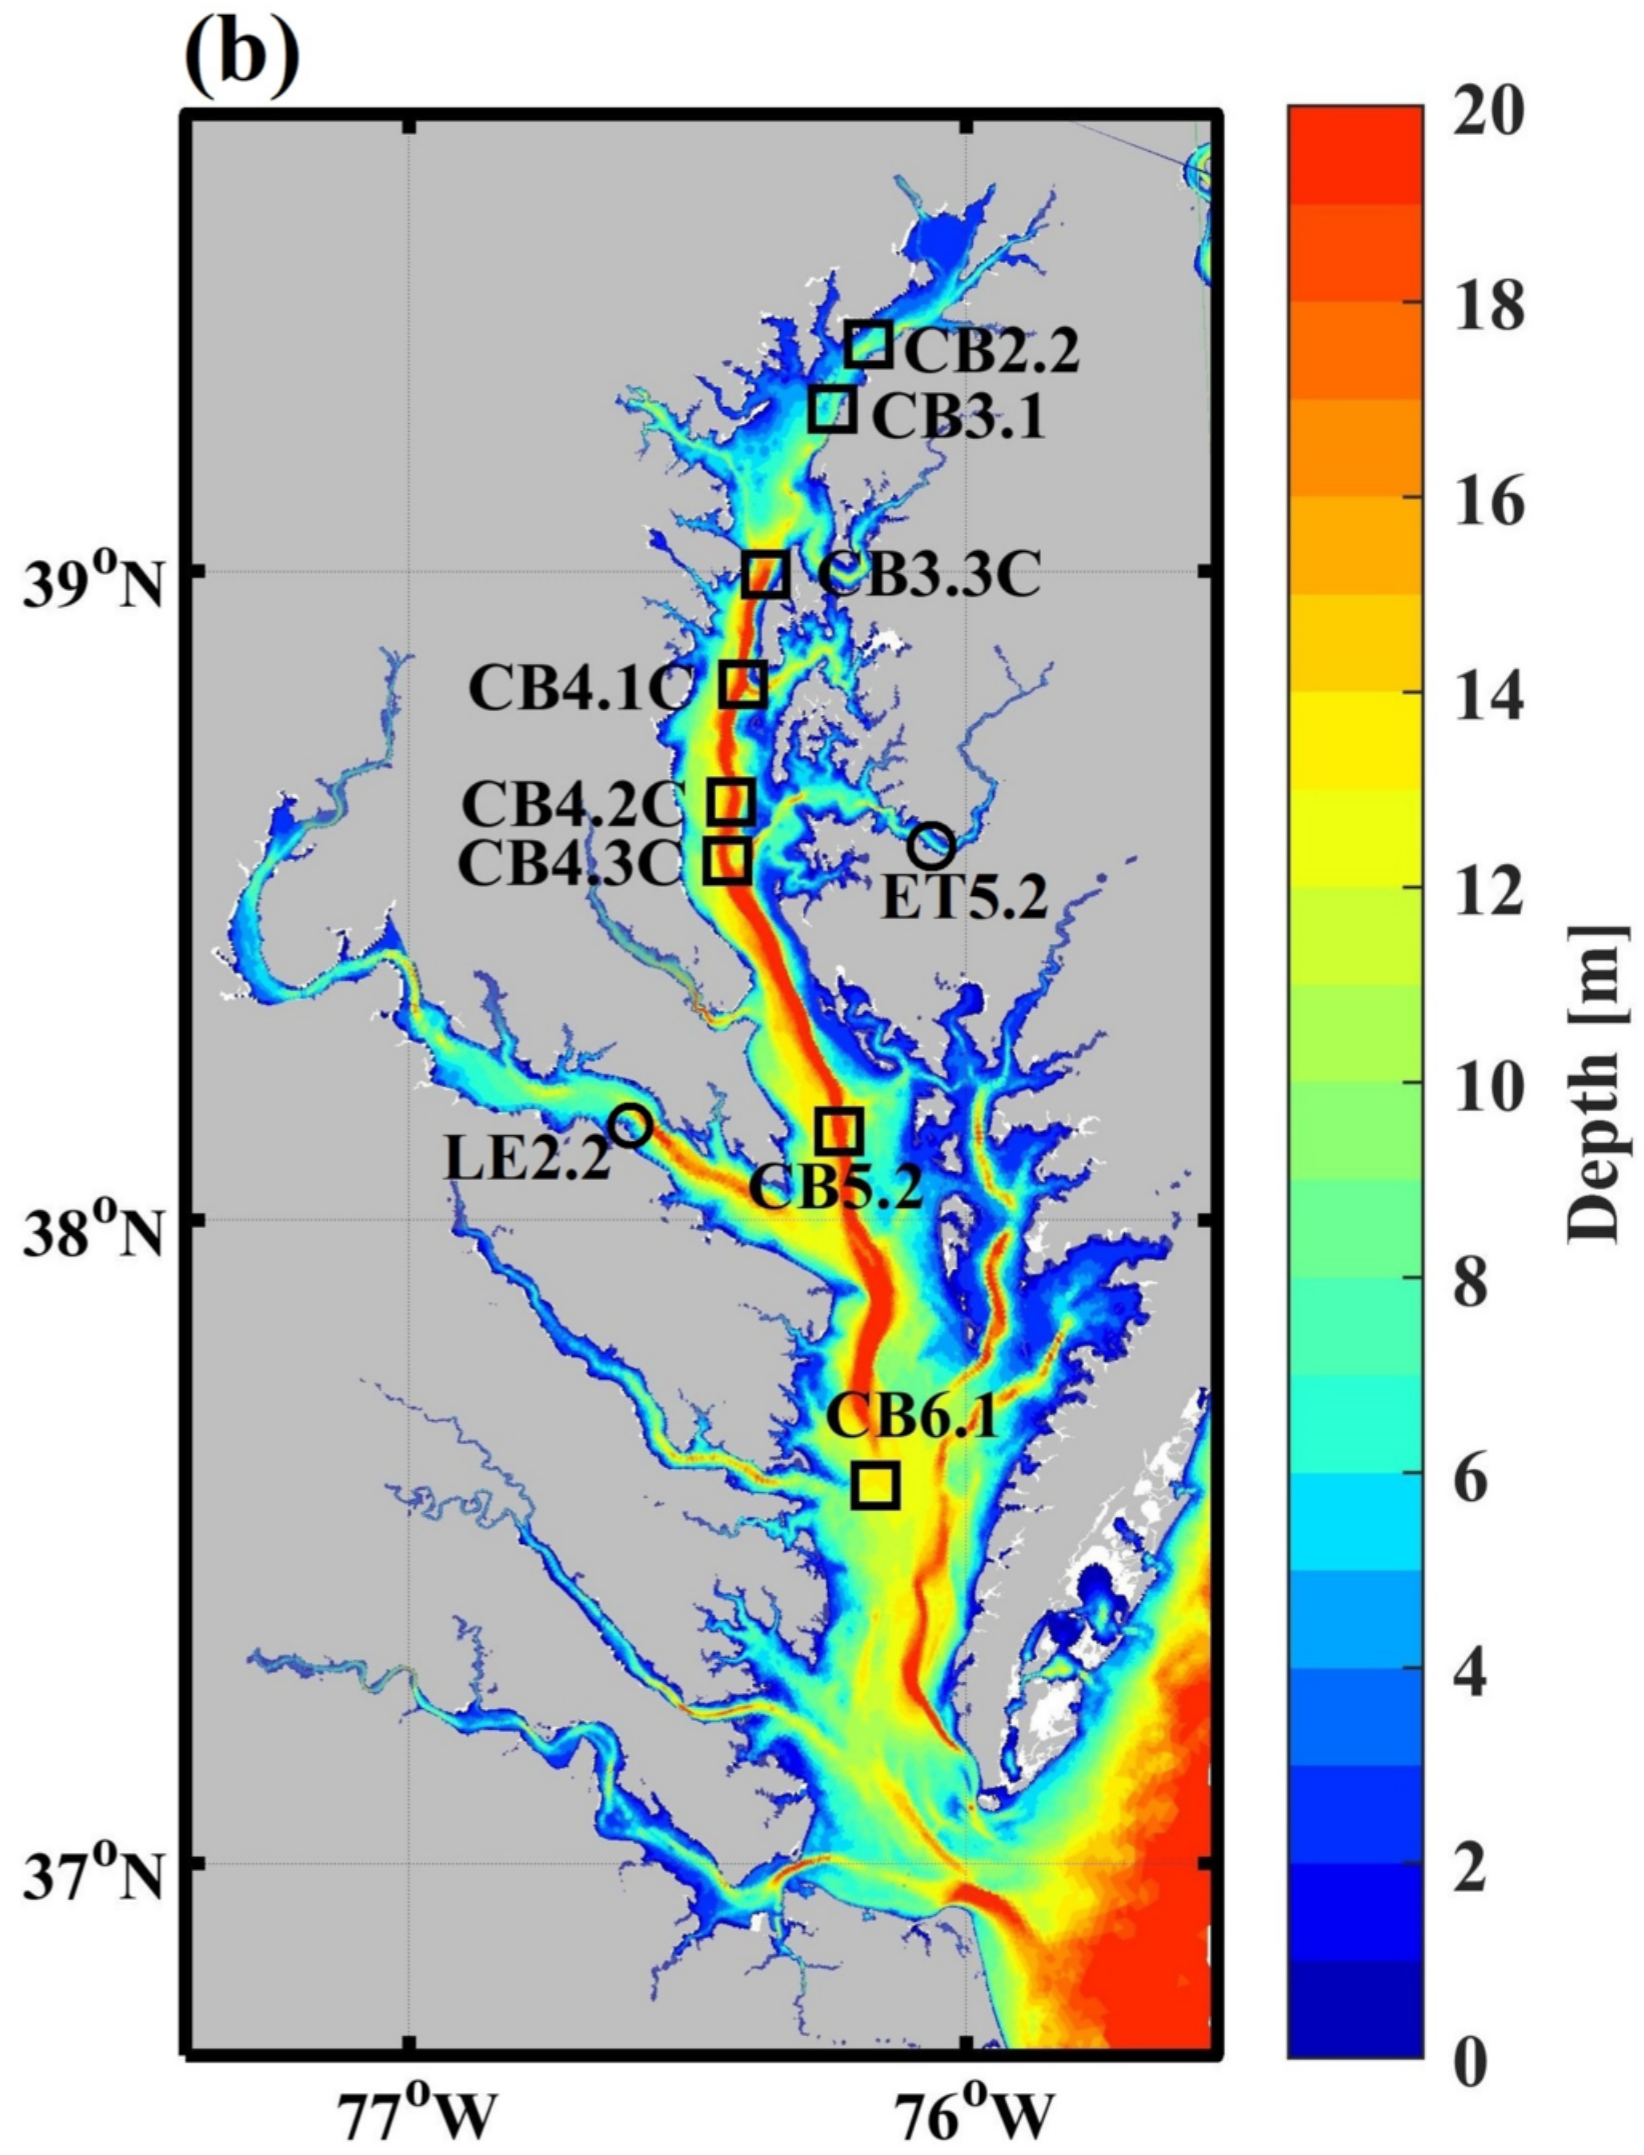 (b)
20
18
16
14
12
10
8
6
4
2
0
Depth [m]
39°N
38°N
37°N
77°W
76°W
CB2.2
CB3.1
CB3.3C
CB4.1C
CB4.2C
CB4.3C
ET5.2
LE2.2
CB5.2
CB6.1